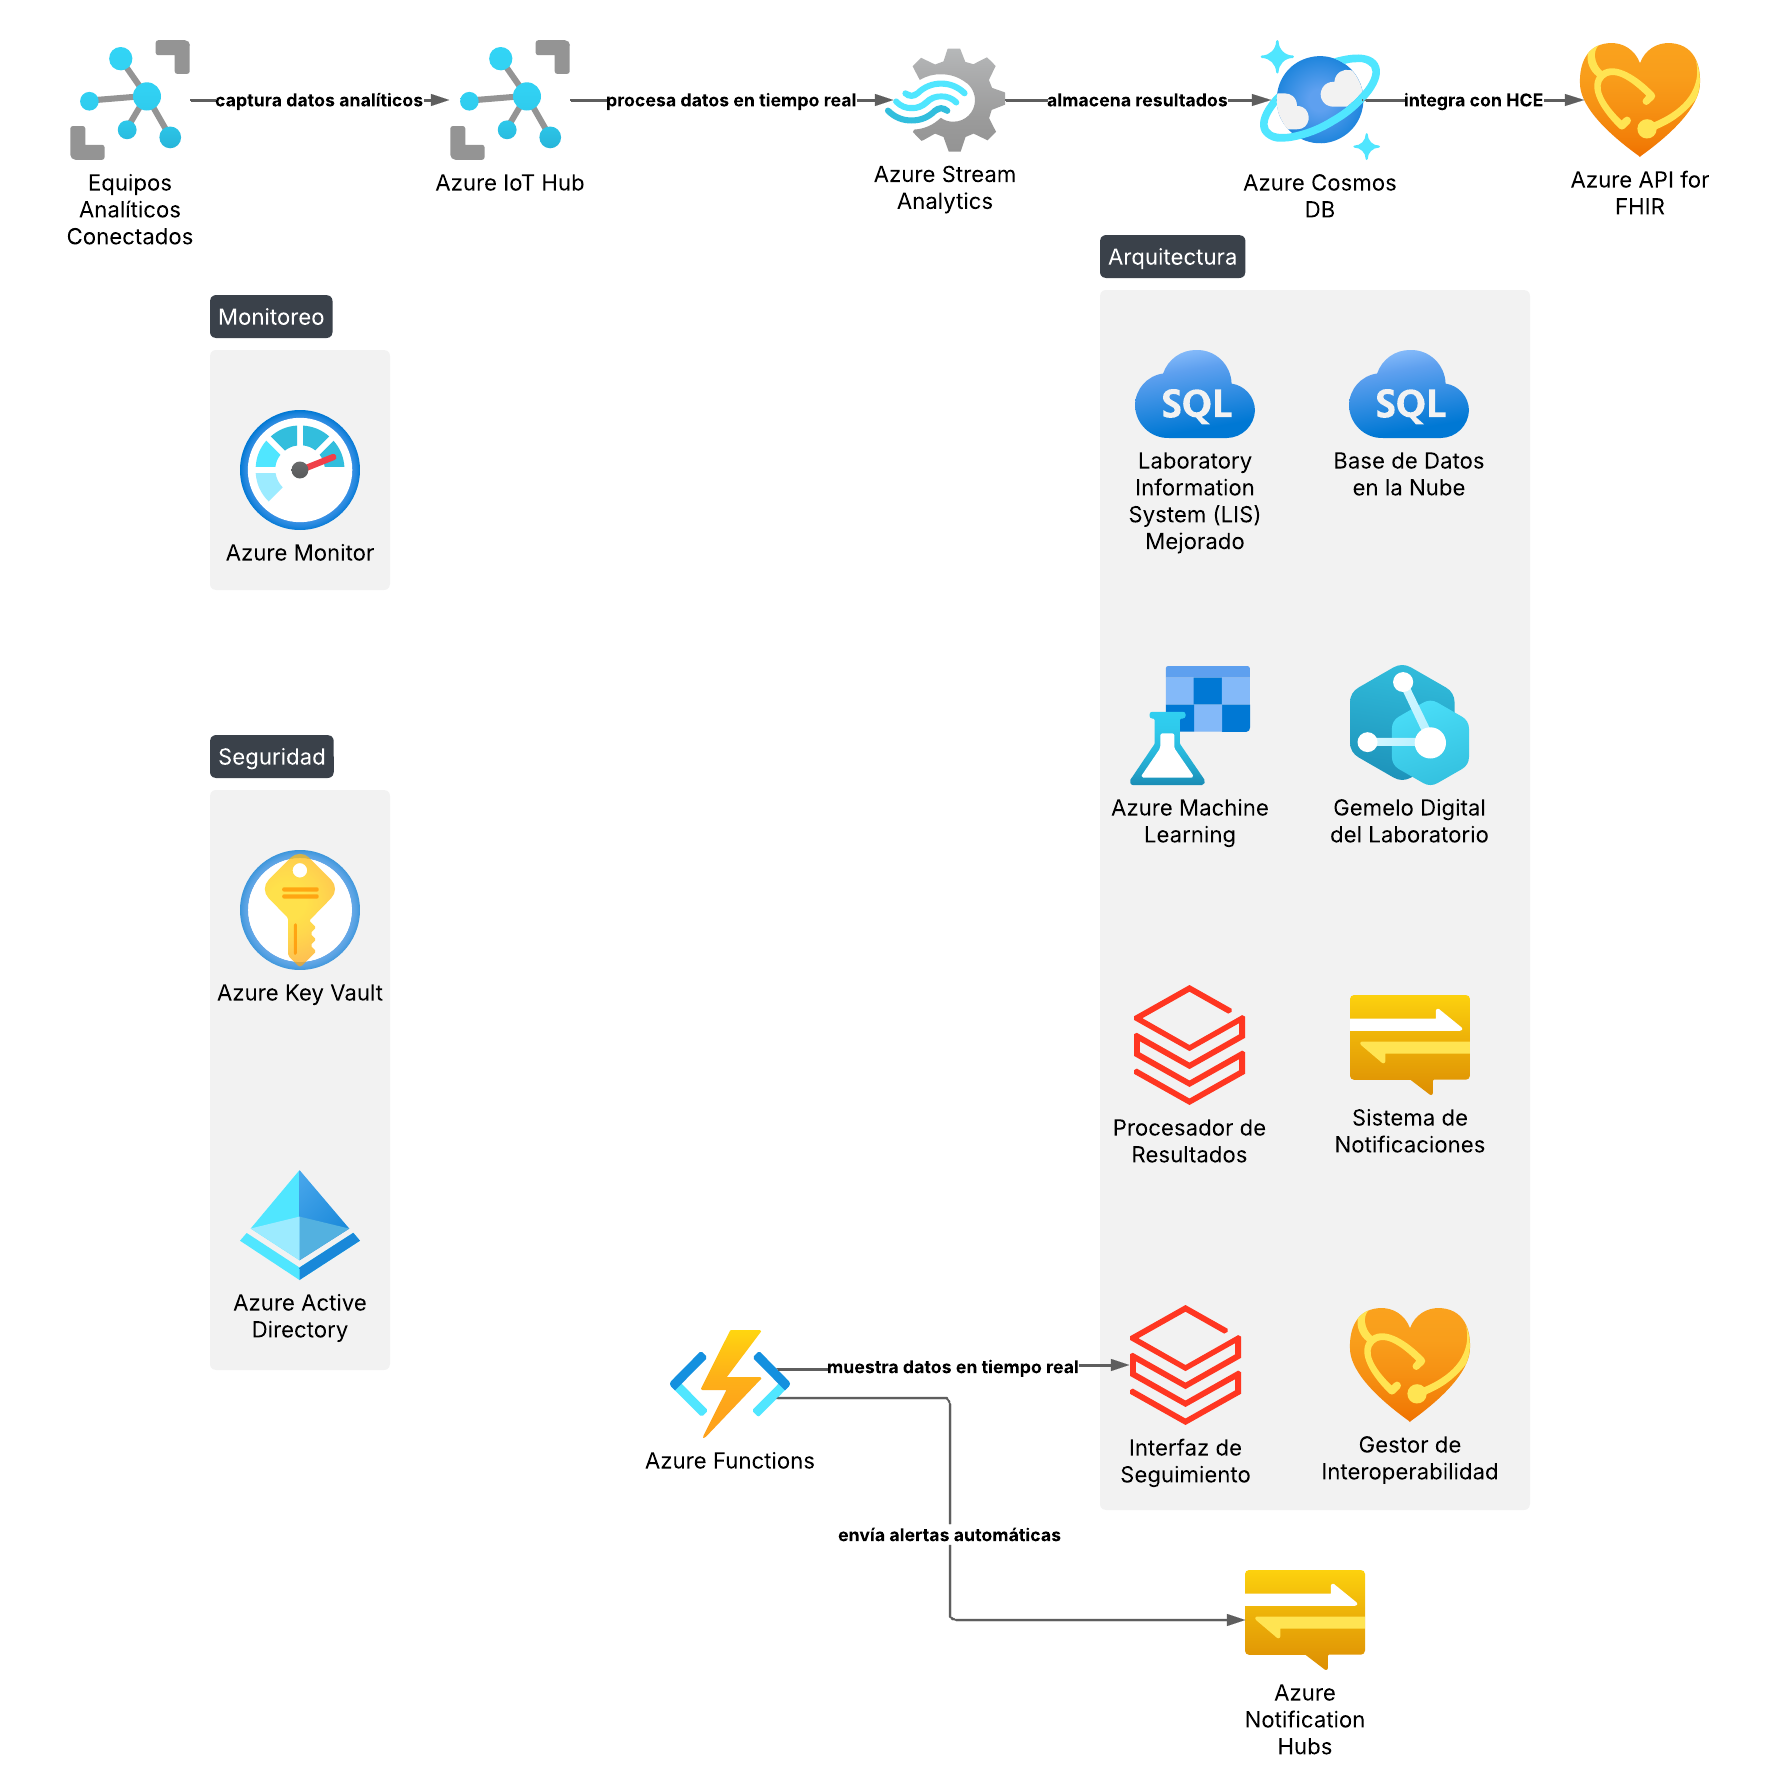 captura datos analíticos
procesa datos en tiempo real
almacena resultados
integra con HCE
Equipos
Analíticos
Conectados
Azure IoT Hub
Azure Stream
Analytics
Azure Cosmos
DB
Azure API for
FHIR
Arquitectura
Monitoreo
SQL
SQL
Laboratory
Information
System (LIS)
Mejorado
Base de Datos
en la Nube
Azure Monitor
Seguridad
Azure Machine
Learning
Gemelo Digital
del Laboratorio
Azure Key Vault
Procesador de
Resultados
Sistema de
Notificaciones
Azure Active
Directory
muestra datos en tiempo real
Azure Functions
Interfaz de
Seguimiento
Gestor de
Interoperabilidad
envía alertas automáticas
Azure
Notification
Hubs